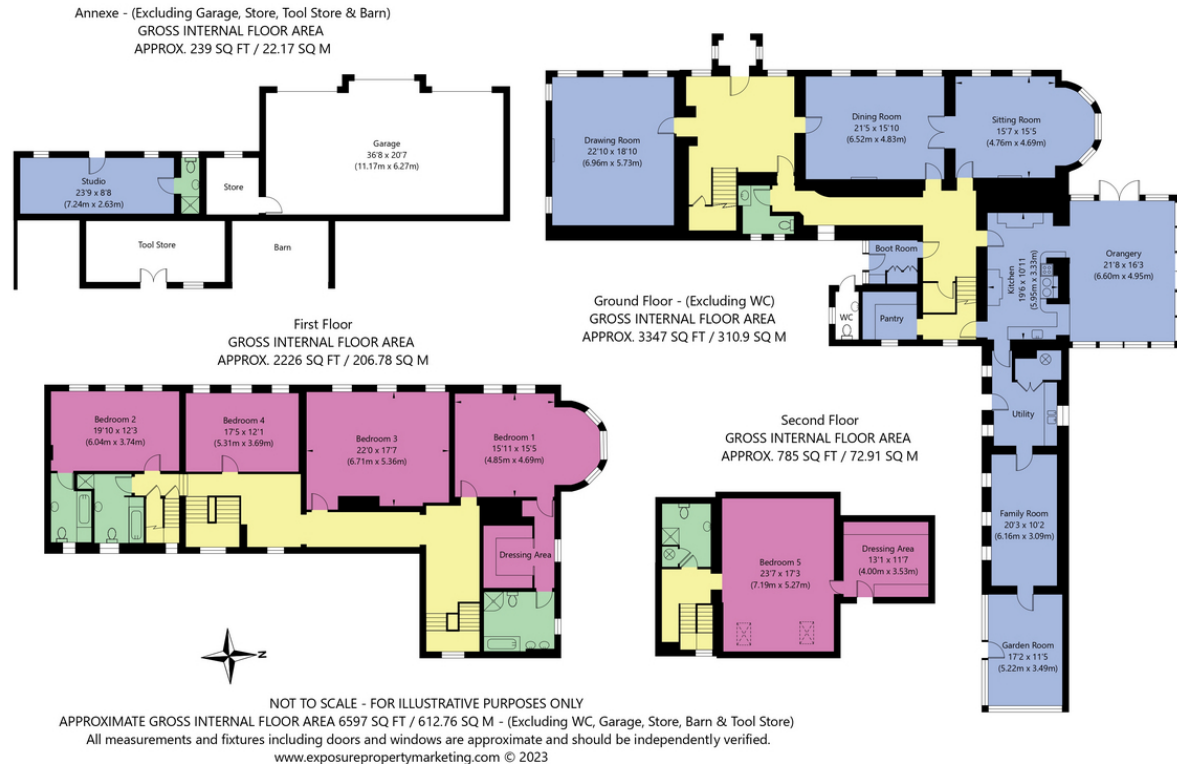 Annexe - (Excluding Garage, Store, Tool Store & Barn)
GROSS INTERNAL FLOOR AREA
APPROX. 239 SQ FT / 22.17 SQ M
Garage
36'8 x 20'7
(11.17m x 6.27m)
Studio
23'9 x 8'8
(7.24m x 2.63m)
Store
Tool Store
Barn
Drawing Room
22'10 x 18'10
(6.96m x 5.73m)
Dining Room
21'5 x 15'10
(6.52m x 4.83m)
Sitting Room
15'7 x 15'5
(4.76m x 4.69m)
Boot Room
Kitchen
19'6 x 10'11
(5.95m x 3.33m)
Orangery
21'8 x 16'3
(6.60m x 4.95m)
WC
Pantry
Ground Floor - (Excluding WC)
GROSS INTERNAL FLOOR AREA
APPROX. 3347 SQ FT / 310.9 SQ M
Utility
Family Room
20'3 x 10'2
(6.16m x 3.09m)
Garden Room
17'2 x 11'5
(5.22m x 3.49m)
First Floor
GROSS INTERNAL FLOOR AREA
APPROX. 2226 SQ FT / 206.78 SQ M
Bedroom 2
19'10 x 12'3
(6.04m x 3.74m)
Bedroom 4
17'5 x 12'1
(5.31m x 3.69m)
Bedroom 3
22'0 x 17'7
(6.71m x 5.36m)
Bedroom 1
15'11 x 15'5
(4.85m x 4.69m)
Dressing Area
Second Floor
GROSS INTERNAL FLOOR AREA
APPROX. 785 SQ FT / 72.91 SQ M
Bedroom 5
23'7 x 17'3
(7.19m x 5.27m)
Dressing Area
13'1 x 11'7
(4.00m x 3.53m)
N
NOT TO SCALE - FOR ILLUSTRATIVE PURPOSES ONLY
APPROXIMATE GROSS INTERNAL FLOOR AREA 6597 SQ FT / 612.76 SQ M - (Excluding WC, Garage, Store, Barn & Tool Store)
All measurements and fixtures including doors and windows are approximate and should be independently verified.
www.exposurepropertymarketing.com © 2023